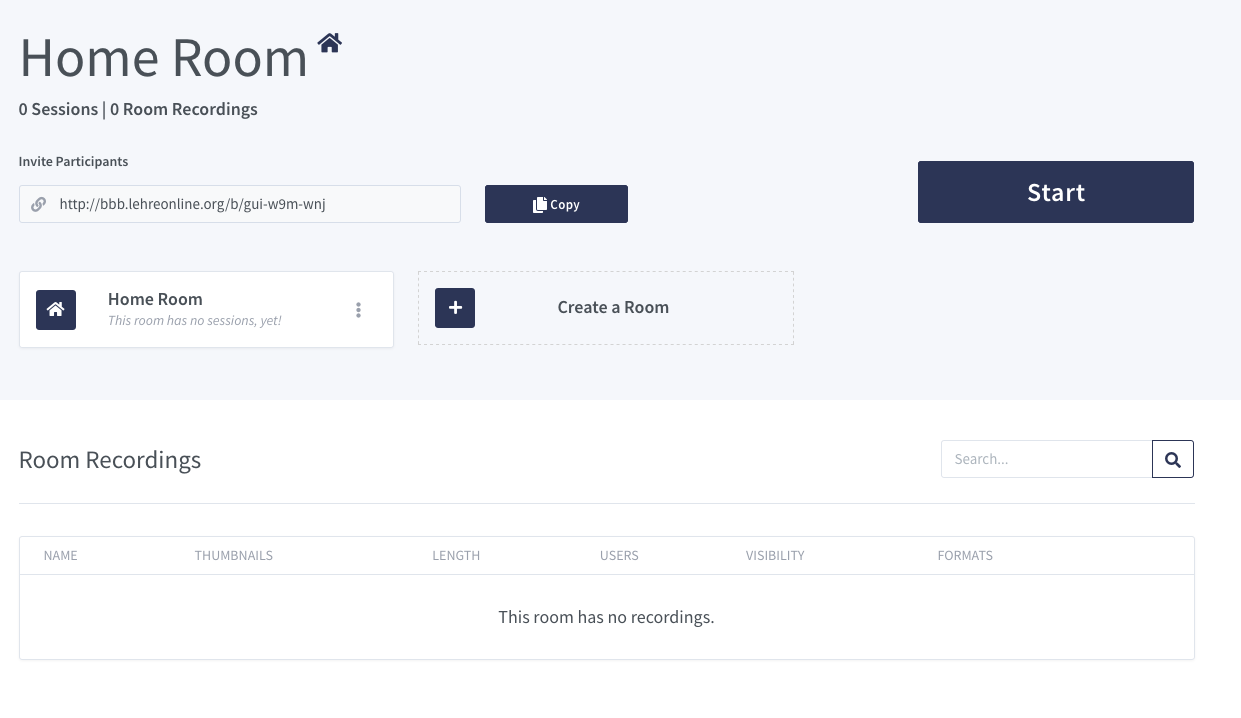 Home Room
0 Sessions | 0 Room Recordings
Invite Participants
http://bbb.lehreonline.org/b/gui-w9m-wnj
Copy
Start
Home Room
This room has no sessions, yet!
Create a Room
Room Recordings
Search...
NAME THUMBNAILS LENGTH USERS VISIBILITY FORMATS
This room has no recordings.